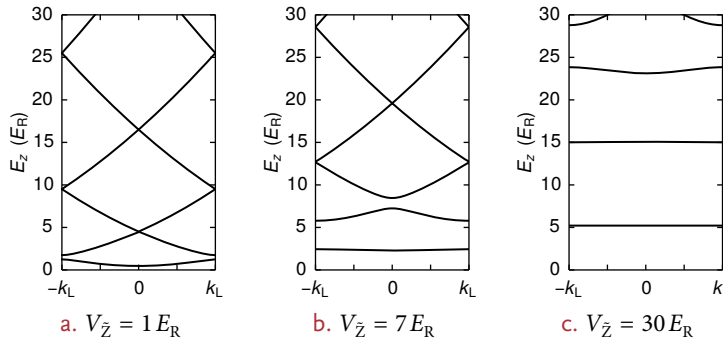 30
25
20
15
10
5
0
E_z (E_R)
−k_L 0 k_L
a. V_Z̃ = 1 E_R
30
25
20
15
10
5
0
E_z (E_R)
−k_L 0 k_L
b. V_Z̃ = 7 E_R
30
25
20
15
10
5
0
E_z (E_R)
−k_L 0 k
c. V_Z̃ = 30 E_R